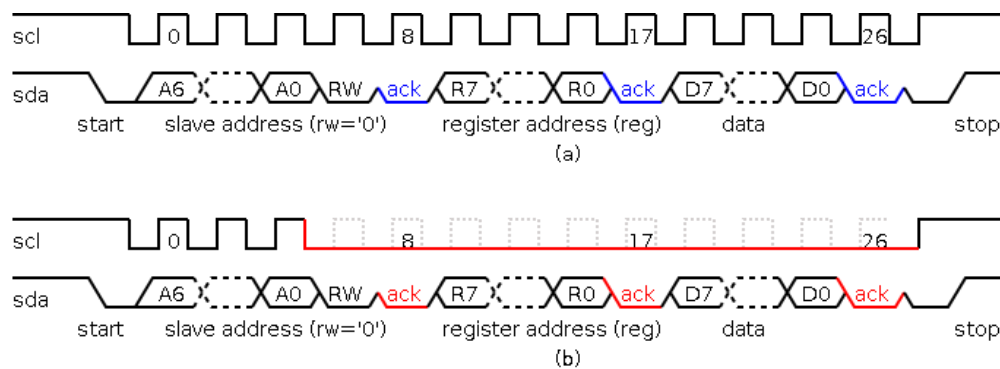 scl 0 8 17 26
sda A6 A0 RW ack R7 R0 ack D7 D0 ack
start slave address (rw='0') register address (reg) data stop
(a)
scl 0 8 17 26
sda A6 A0 RW ack R7 R0 ack D7 D0 ack
start slave address (rw='0') register address (reg) data stop
(b)